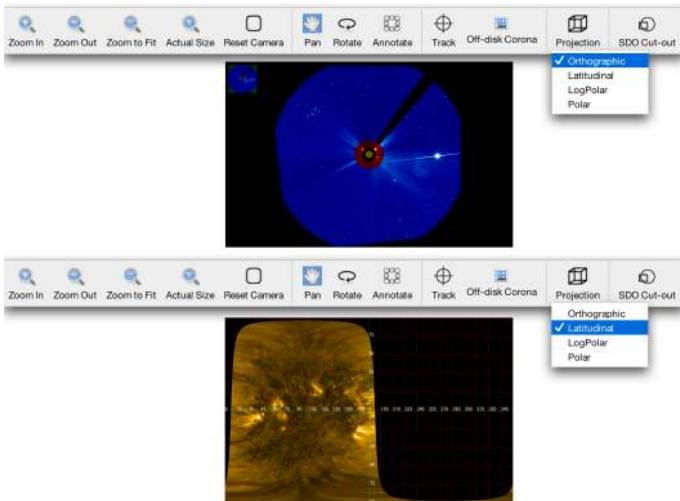 Zoom In Zoom Out Zoom to Fit Actual Size Reset Camera Pan Rotate Annotate Track Off-disk Corona Projection SDO Cut-out
✓ Orthographic
Latitudinal
LogPolar
Polar
Zoom In Zoom Out Zoom to Fit Actual Size Reset Camera Pan Rotate Annotate Track Off-disk Corona Projection SDO Cut-out
Orthographic
✓ Latitudinal
LogPolar
Polar